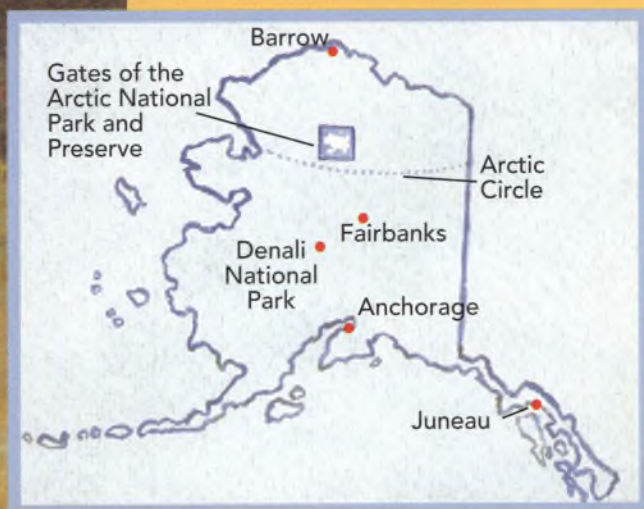 Barrow
Gates of the
Arctic National
Park and
Preserve
Arctic
Circle
Fairbanks
Denali
National
Park
Anchorage
Juneau